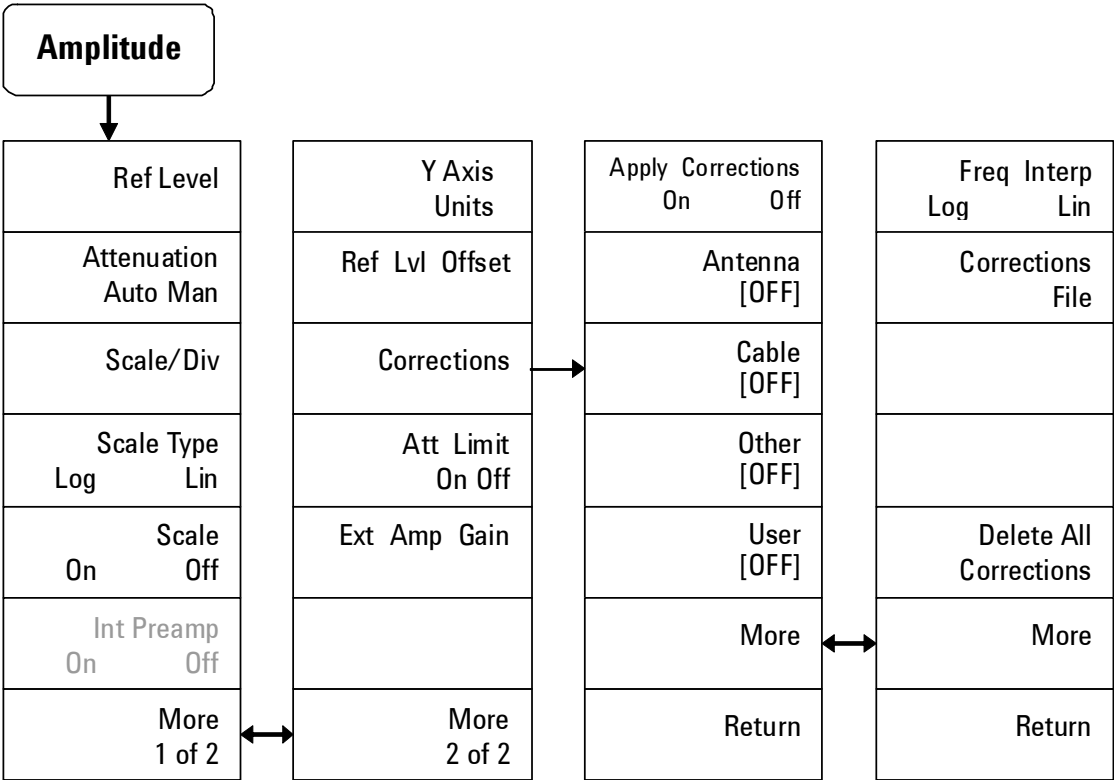 Amplitude
Ref Level
Attenuation
Auto Man
Scale/Div
Scale Type
Log Lin
Scale
On Off
Int Preamp
On Off
More
1 of 2
Y Axis
Units
Ref Lvl Offset
Corrections
Att Limit
On Off
Ext Amp Gain
More
2 of 2
Apply Corrections
On Off
Antenna
[OFF]
Cable
[OFF]
Other
[OFF]
User
[OFF]
More
Return
Freq Interp
Log Lin
Corrections
File
Delete All
Corrections
More
Return